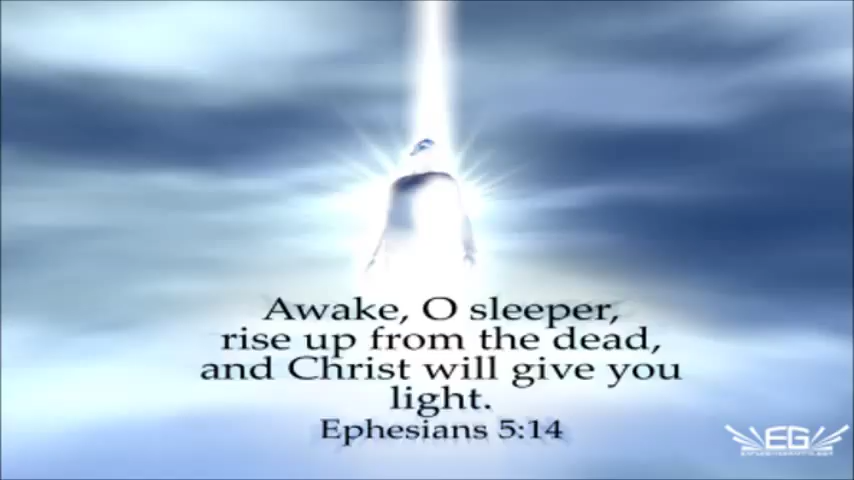 Awake, O sleeper,
rise up from the dead,
and Christ will give you
light.
Ephesians 5:14
EG